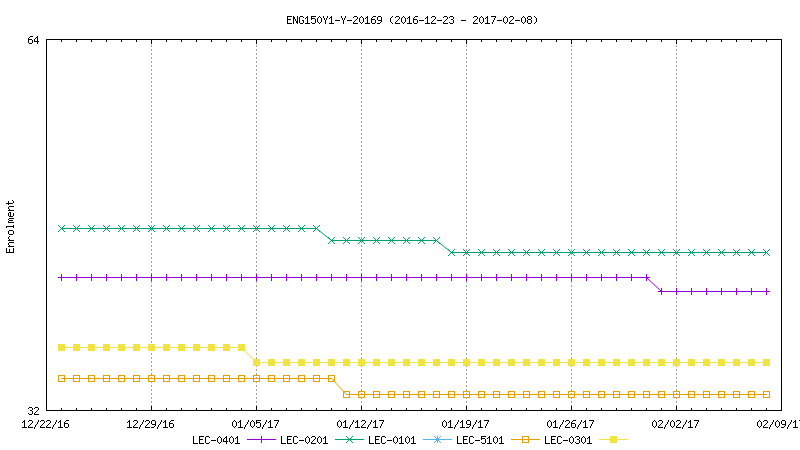 ENG150Y1-Y-20169 (2016-12-23 - 2017-02-08)
64
Enrolment
32
12/22/16 12/29/16 01/05/17 01/12/17 01/19/17 01/26/17 02/02/17 02/09/17
LEC-0401 LEC-0201 LEC-0101 LEC-5101 LEC-0301